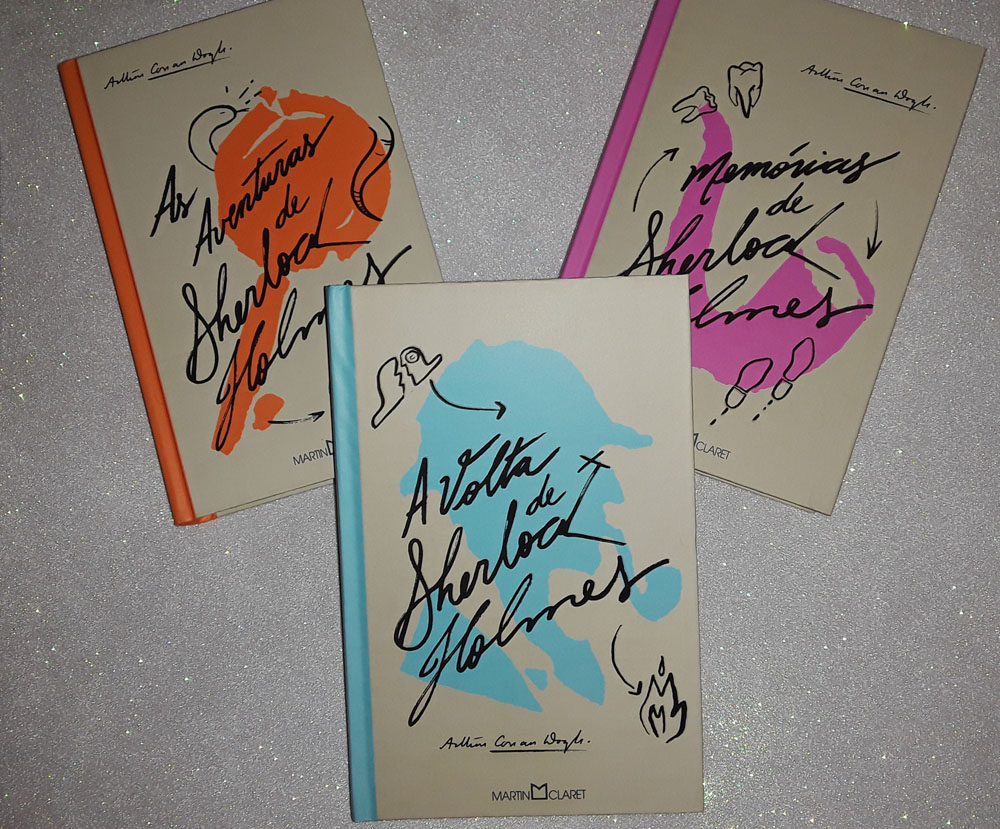 Arthur Conan Doyle.
As
Aventuras
de
Sherlock
Holmes
MARTIN
Arthur Conan Doyle.
Memórias
de
Sherlock
Holmes
CLARET
A Volta
de
Sherlock
Holmes
Arthur Conan Doyle.
MARTIN CLARET